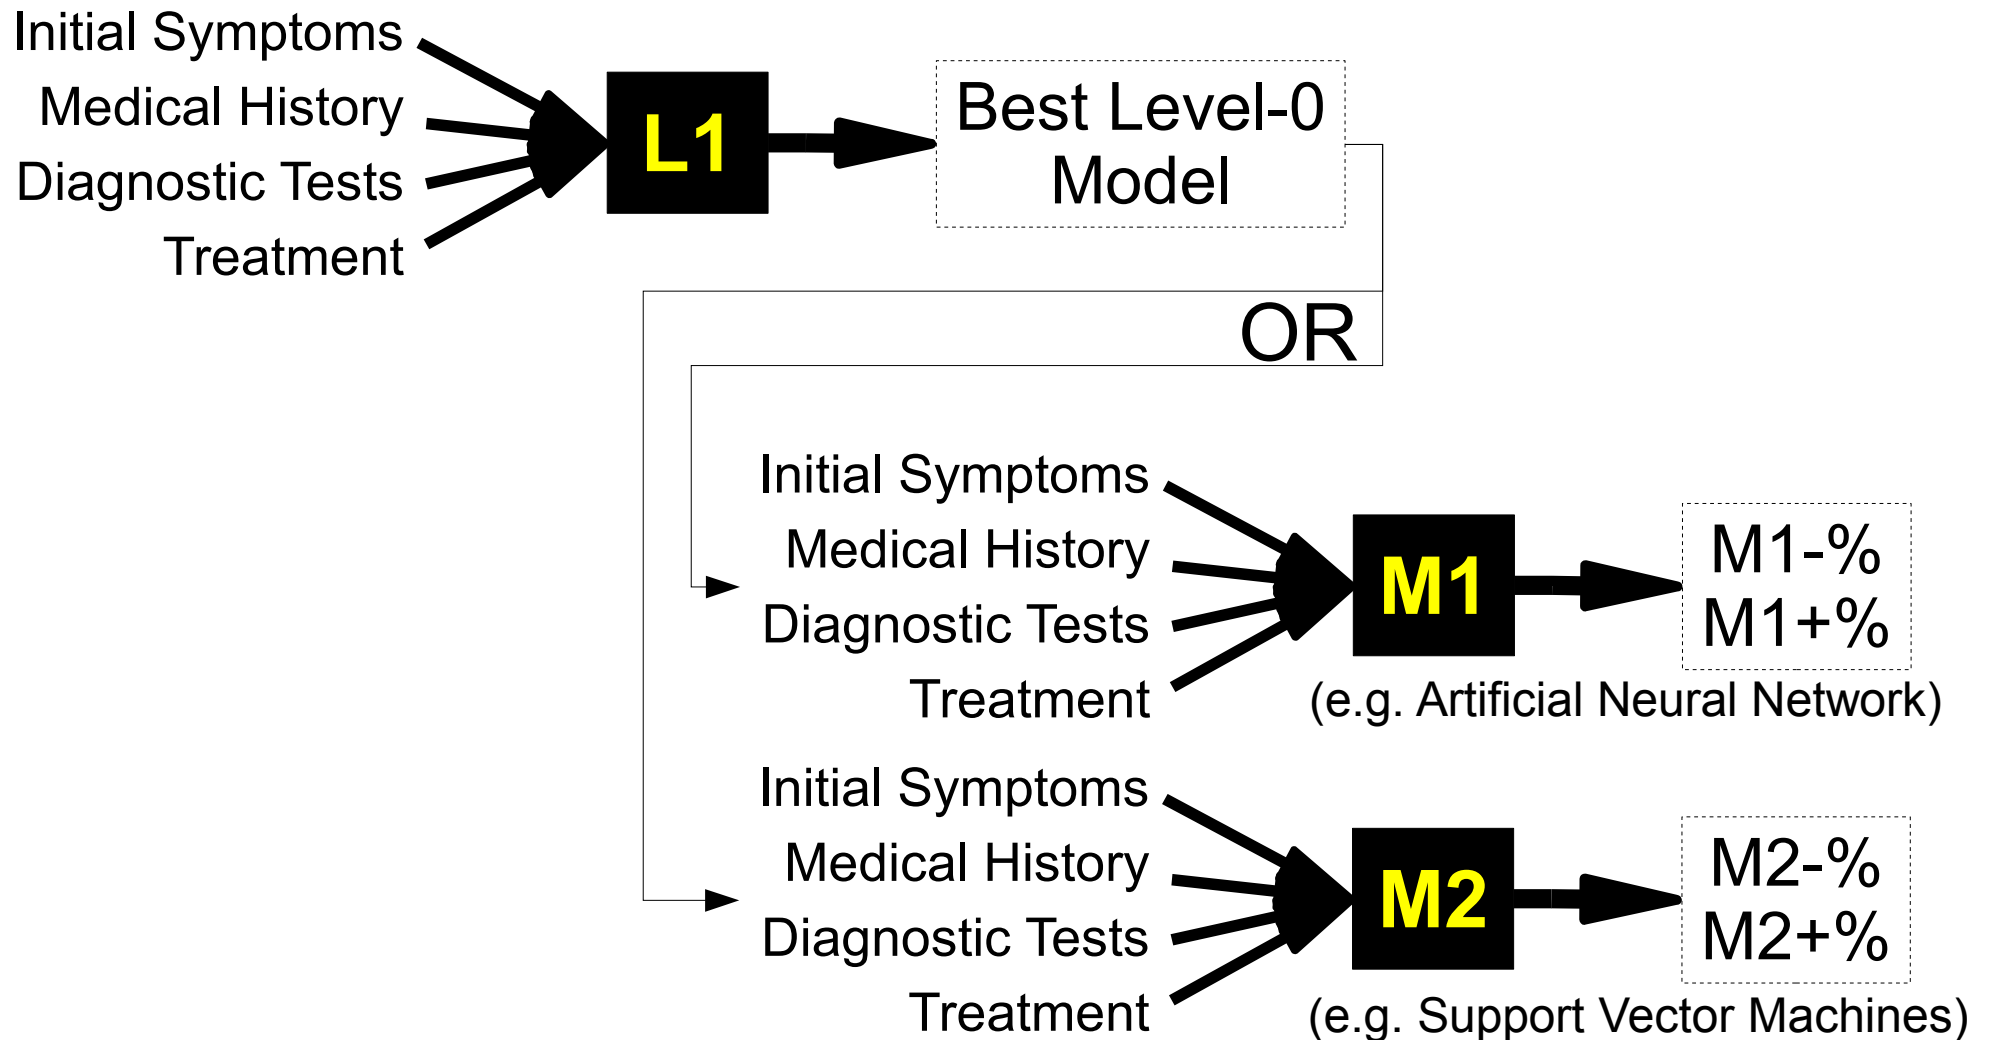 Initial Symptoms
Medical History
Diagnostic Tests
Treatment
L1
Best Level-0
Model
OR
Initial Symptoms
Medical History
Diagnostic Tests
Treatment
M1
M1-%
M1+%
(e.g. Artificial Neural Network)
Initial Symptoms
Medical History
Diagnostic Tests
Treatment
M2
M2-%
M2+%
(e.g. Support Vector Machines)